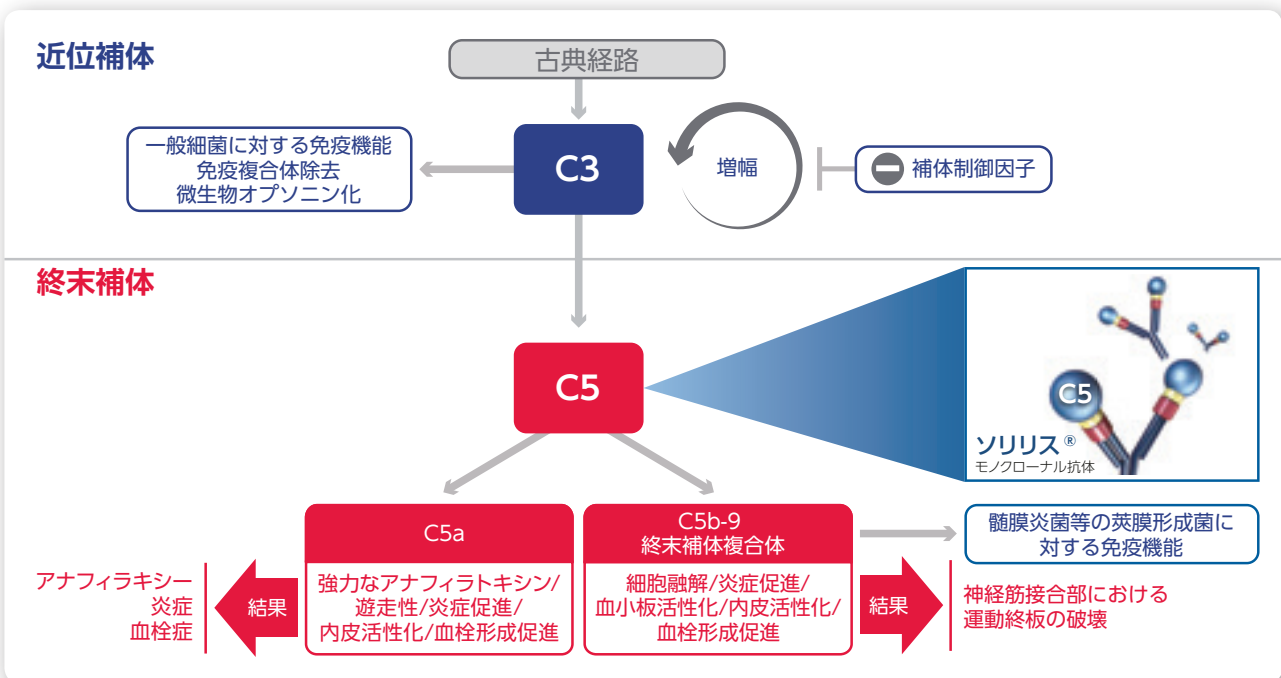 近位補体
古典経路
一般細菌に対する免疫機能
免疫複合体除去
微生物オプソニン化
C3
増幅
補体制御因子
終末補体
C5
C5
ソリリス®
モノクローナル抗体
C5a
強力なアナフィラトキシン/
遊走性/炎症促進/
内皮活性化/血栓形成促進
結果
アナフィラキシー
炎症
血栓症
C5b-9
終末補体複合体
細胞融解/炎症促進/
血小板活性化/内皮活性化/
血栓形成促進
結果
髄膜炎菌等の莢膜形成菌に
対する免疫機能
神経筋接合部における
運動終板の破壊